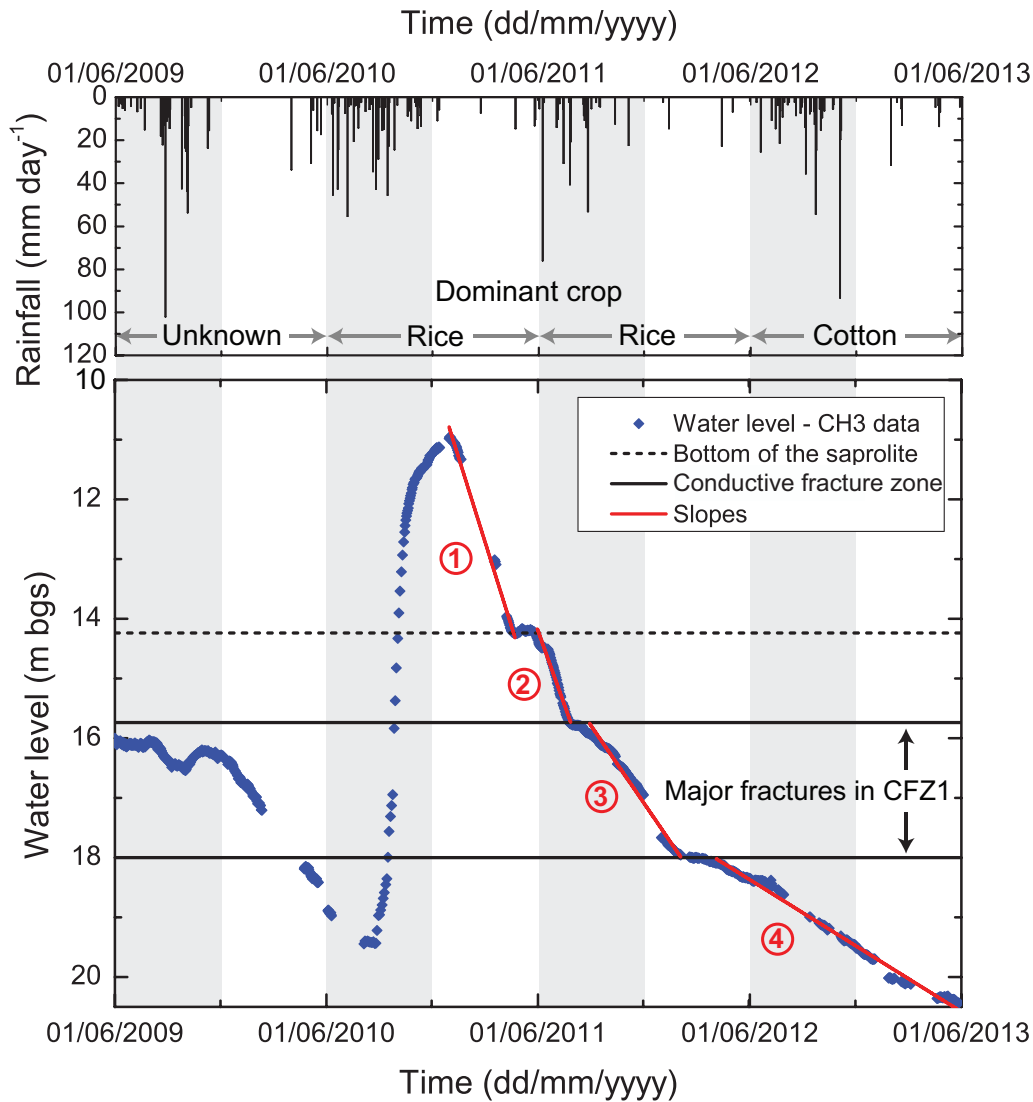 Time (dd/mm/yyyy)
01/06/2009 01/06/2010 01/06/2011 01/06/2012 01/06/2013
Rainfall (mm day⁻¹)
0
20
40
60
80
100
120
Dominant crop
Unknown Rice Rice Cotton
Water level (m bgs)
10
12
14
16
18
20
Water level - CH3 data
Bottom of the saprolite
Conductive fracture zone
Slopes
1
2
3
Major fractures in CFZ1
4
01/06/2009 01/06/2010 01/06/2011 01/06/2012 01/06/2013
Time (dd/mm/yyyy)